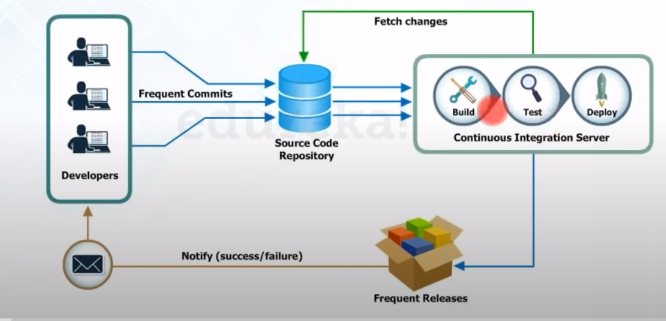 Fetch changes
Frequent Commits
Build
Test
Deploy
Source Code
Repository
Continuous Integration Server
Developers
Notify (success/failure)
Frequent Releases